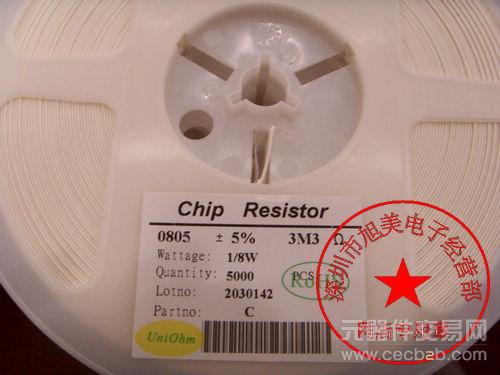 Chip Resistor
0805 ± 5% 3M3 Ω
Wattage: 1/8W
Quantity: 5000 PCS
Lotno: 2030142
Partno: C
RoHS
UniOhm
深圳市旭美电子经营部
元器件交易网
www.cecb2b.com